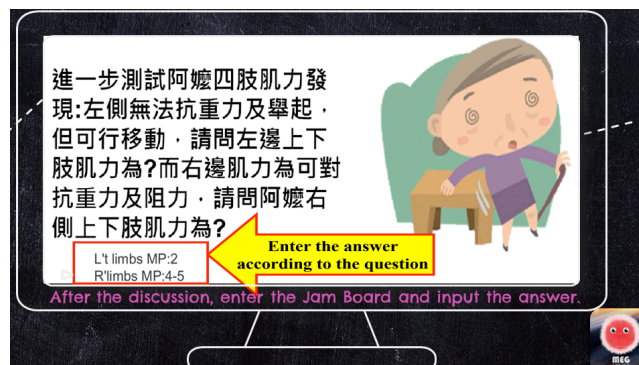 進一步測試阿嬤四肢肌力發
現:左側無法抗重力及舉起，
但可行移動，請問左邊上下
肢肌力為?而右邊肌力為可對
抗重力及阻力，請問阿嬤右
側上下肢肌力為?
L't limbs MP:2
R'limbs MP:4-5
Enter the answer
according to the question
After the discussion, enter the Jam Board and input the answer.
MEG